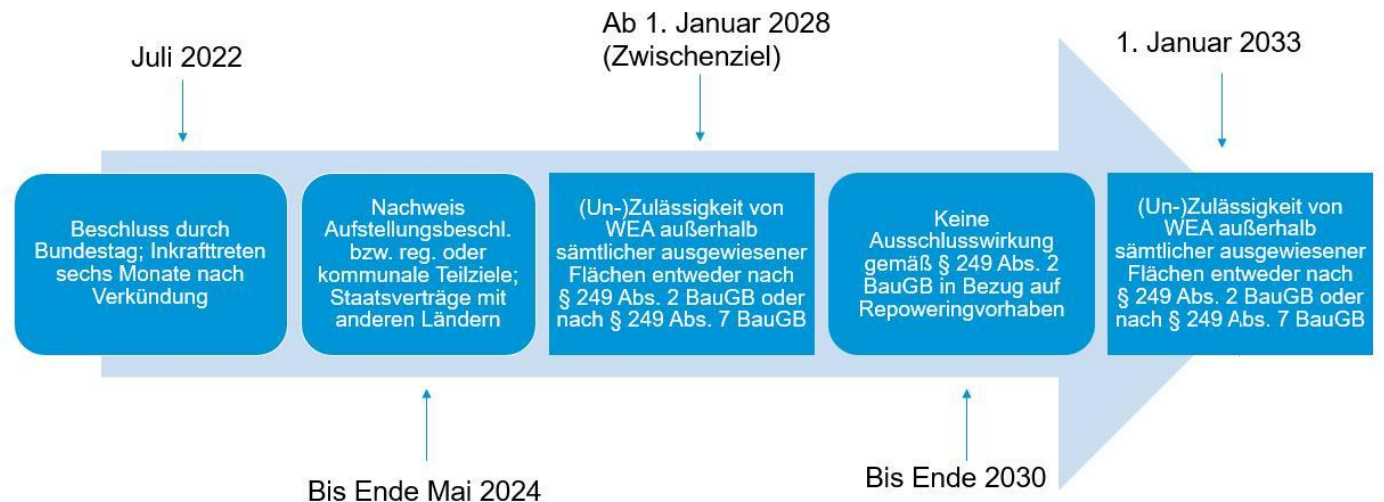 Juli 2022
Ab 1. Januar 2028
(Zwischenziel)
1. Januar 2033
Beschluss durch
Bundestag; Inkrafttreten
sechs Monate nach
Verkündung
Nachweis
Aufstellungsbeschl.
bzw. reg. oder
kommunale Teilziele;
Staatsverträge mit
anderen Ländern
(Un-)Zulässigkeit von
WEA außerhalb
sämtlicher ausgewiesener
Flächen entweder nach
§ 249 Abs. 2 BauGB oder
nach § 249 Abs. 7 BauGB
Keine
Ausschlusswirkung
gemäß § 249 Abs. 2
BauGB in Bezug auf
Repoweringvorhaben
(Un-)Zulässigkeit von
WEA außerhalb
sämtlicher ausgewiesener
Flächen entweder nach
§ 249 Abs. 2 BauGB oder
nach § 249 Abs. 7 BauGB
Bis Ende Mai 2024
Bis Ende 2030